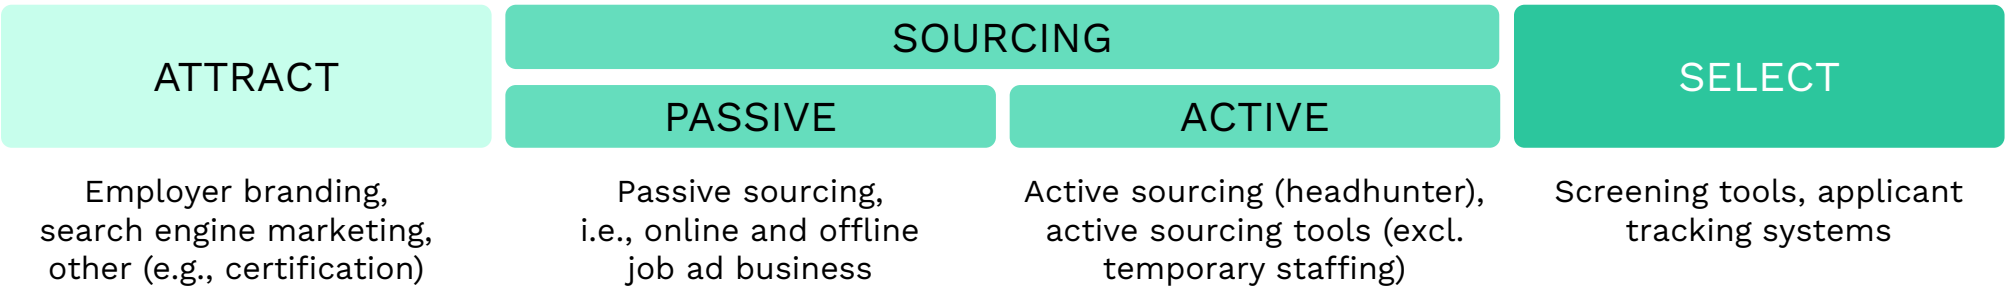 ATTRACT
SOURCING
PASSIVE
ACTIVE
SELECT
Employer branding,
search engine marketing,
other (e.g., certification)
Passive sourcing,
i.e., online and offline
job ad business
Active sourcing (headhunter),
active sourcing tools (excl.
temporary staffing)
Screening tools, applicant
tracking systems